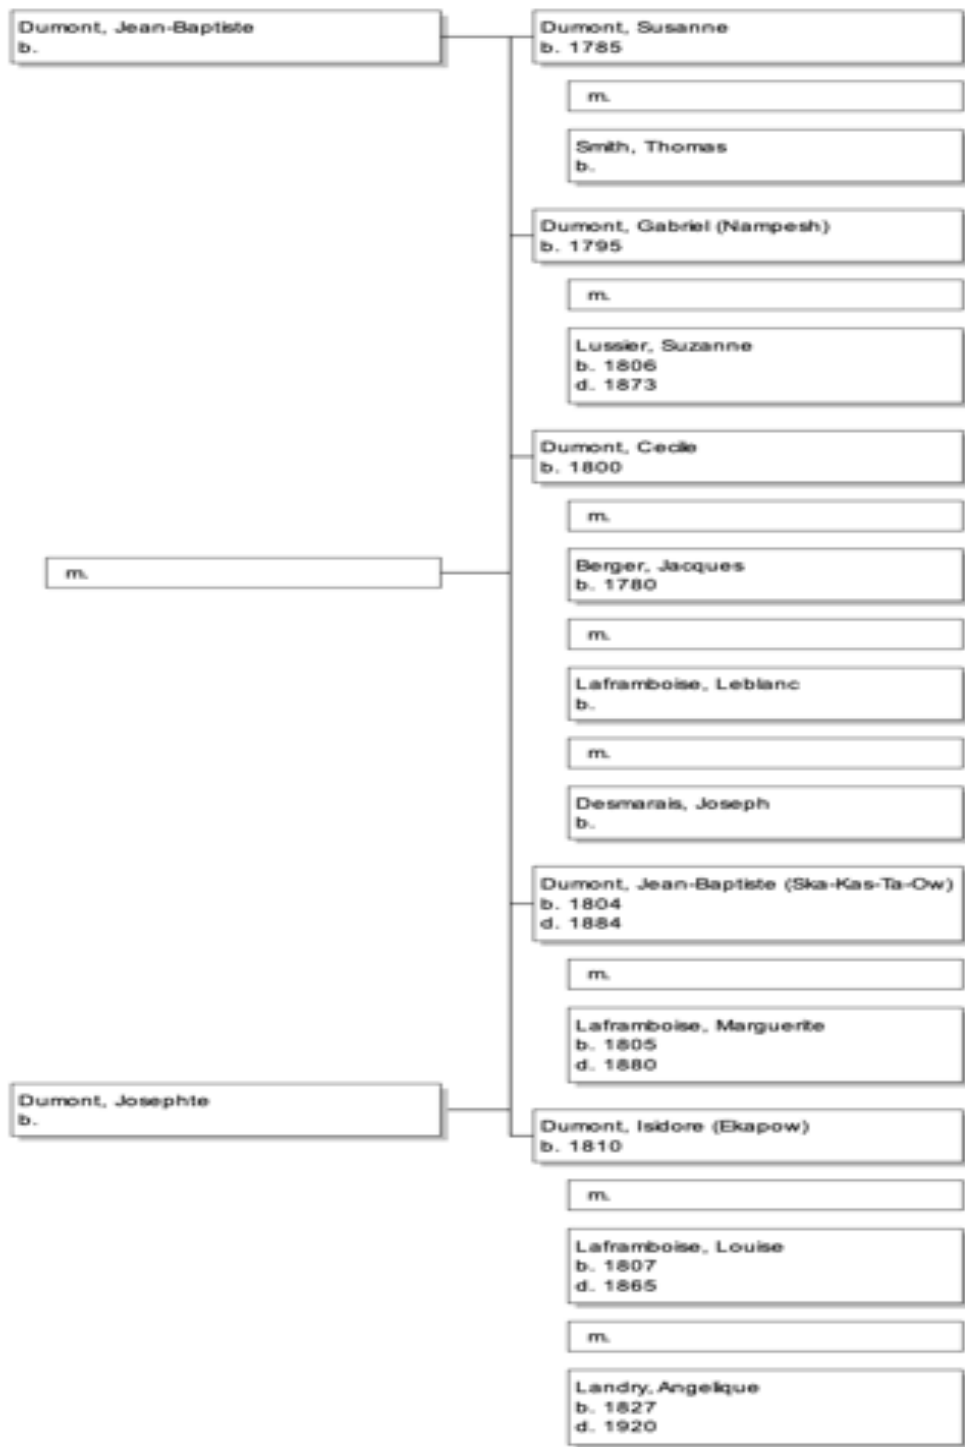 Dumont, Jean-Baptiste
b.
m.
Dumont, Josephte
b.
Dumont, Susanne
b. 1785
m.
Smith, Thomas
b.
Dumont, Gabriel (Nampesh)
b. 1795
m.
Lussier, Suzanne
b. 1806
d. 1873
Dumont, Cecile
b. 1800
m.
Berger, Jacques
b. 1780
m.
Laframboise, Leblanc
b.
m.
Desmarais, Joseph
b.
Dumont, Jean-Baptiste (Ska-Kas-Ta-Ow)
b. 1804
d. 1884
m.
Laframboise, Marguerite
b. 1805
d. 1880
Dumont, Isidore (Ekapow)
b. 1810
m.
Laframboise, Louise
b. 1807
d. 1865
m.
Landry, Angelique
b. 1827
d. 1920